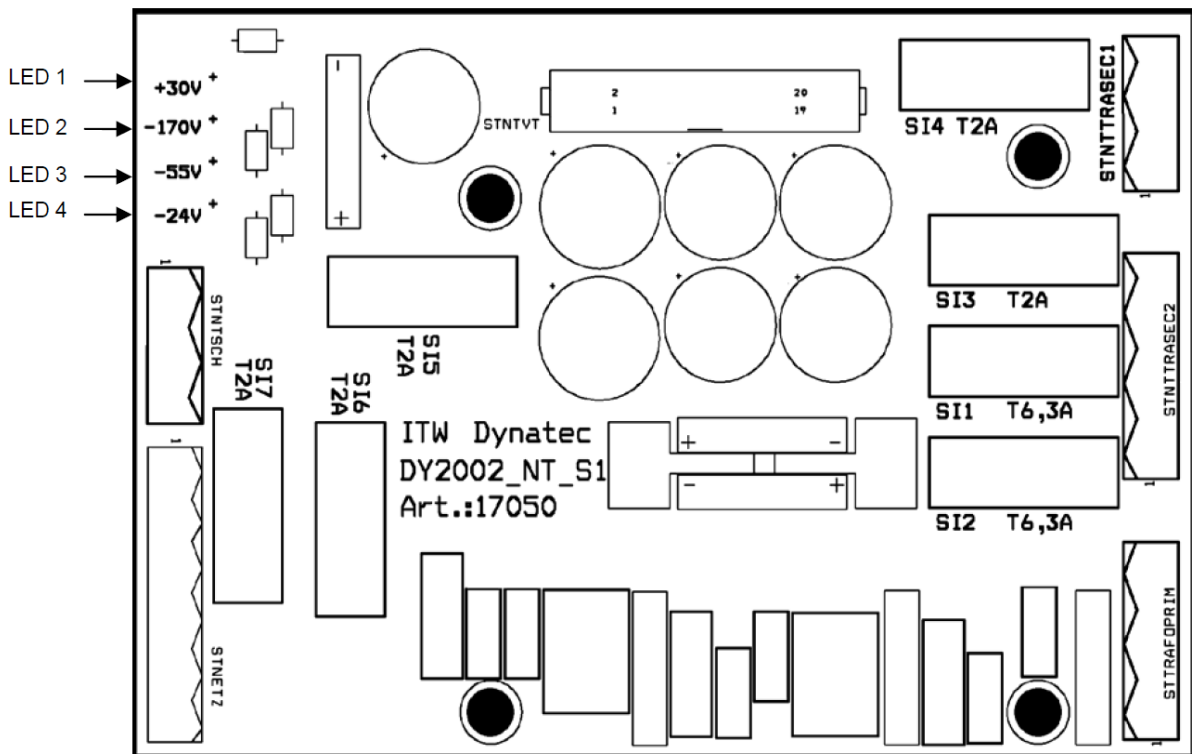 LED 1
LED 2
LED 3
LED 4
+30V +
-170V +
-55V +
-24V +
-
+
+
STNTVT
2 20
1 19
+ + +
+ + +
SI4 T2A
STNTTRASEC1
1
SI3 T2A
SI1 T6,3A
SI2 T6,3A
STNTTRASEC2
1
1
STNTSCH
SI5
T2A
SI7
T2A
SI6
T2A
ITW Dynatec
DY2002_NT_S1
Art.:17050
+ -
- +
1
STNETZ
STTRAFOPRIM
1